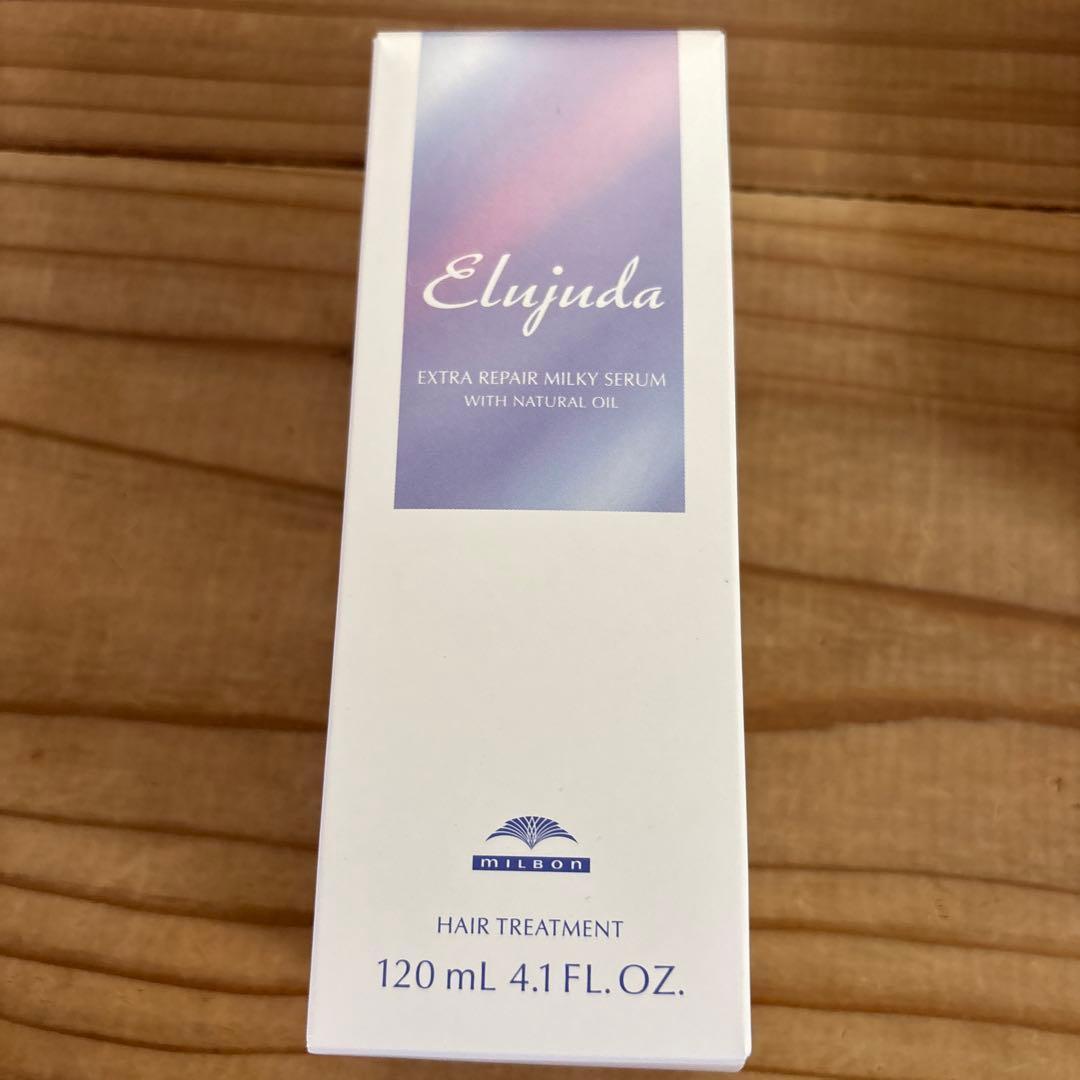 Elujuda
EXTRA REPAIR MILKY SERUM
WITH NATURAL OIL
MILBON
HAIR TREATMENT
120 mL 4.1 FL. OZ.